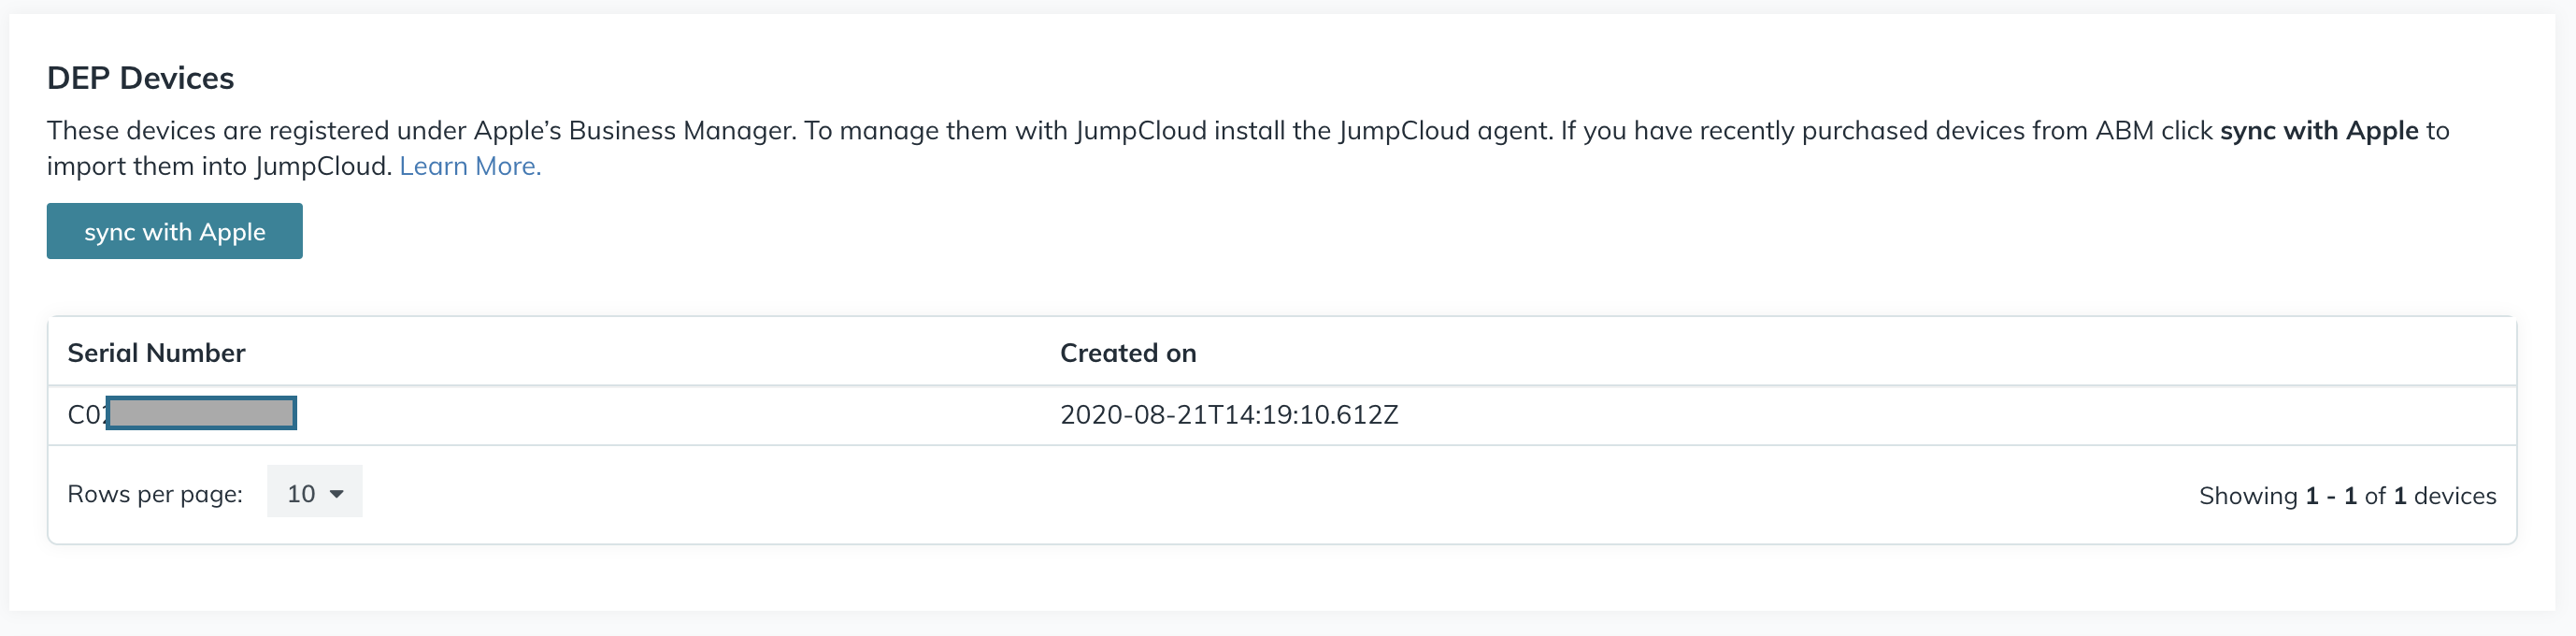 DEP Devices
These devices are registered under Apple’s Business Manager. To manage them with JumpCloud install the JumpCloud agent. If you have recently purchased devices from ABM click sync with Apple to
import them into JumpCloud. Learn More.
sync with Apple
Serial Number Created on
C02 2020-08-21T14:19:10.612Z
Rows per page: 10 Showing 1 - 1 of 1 devices